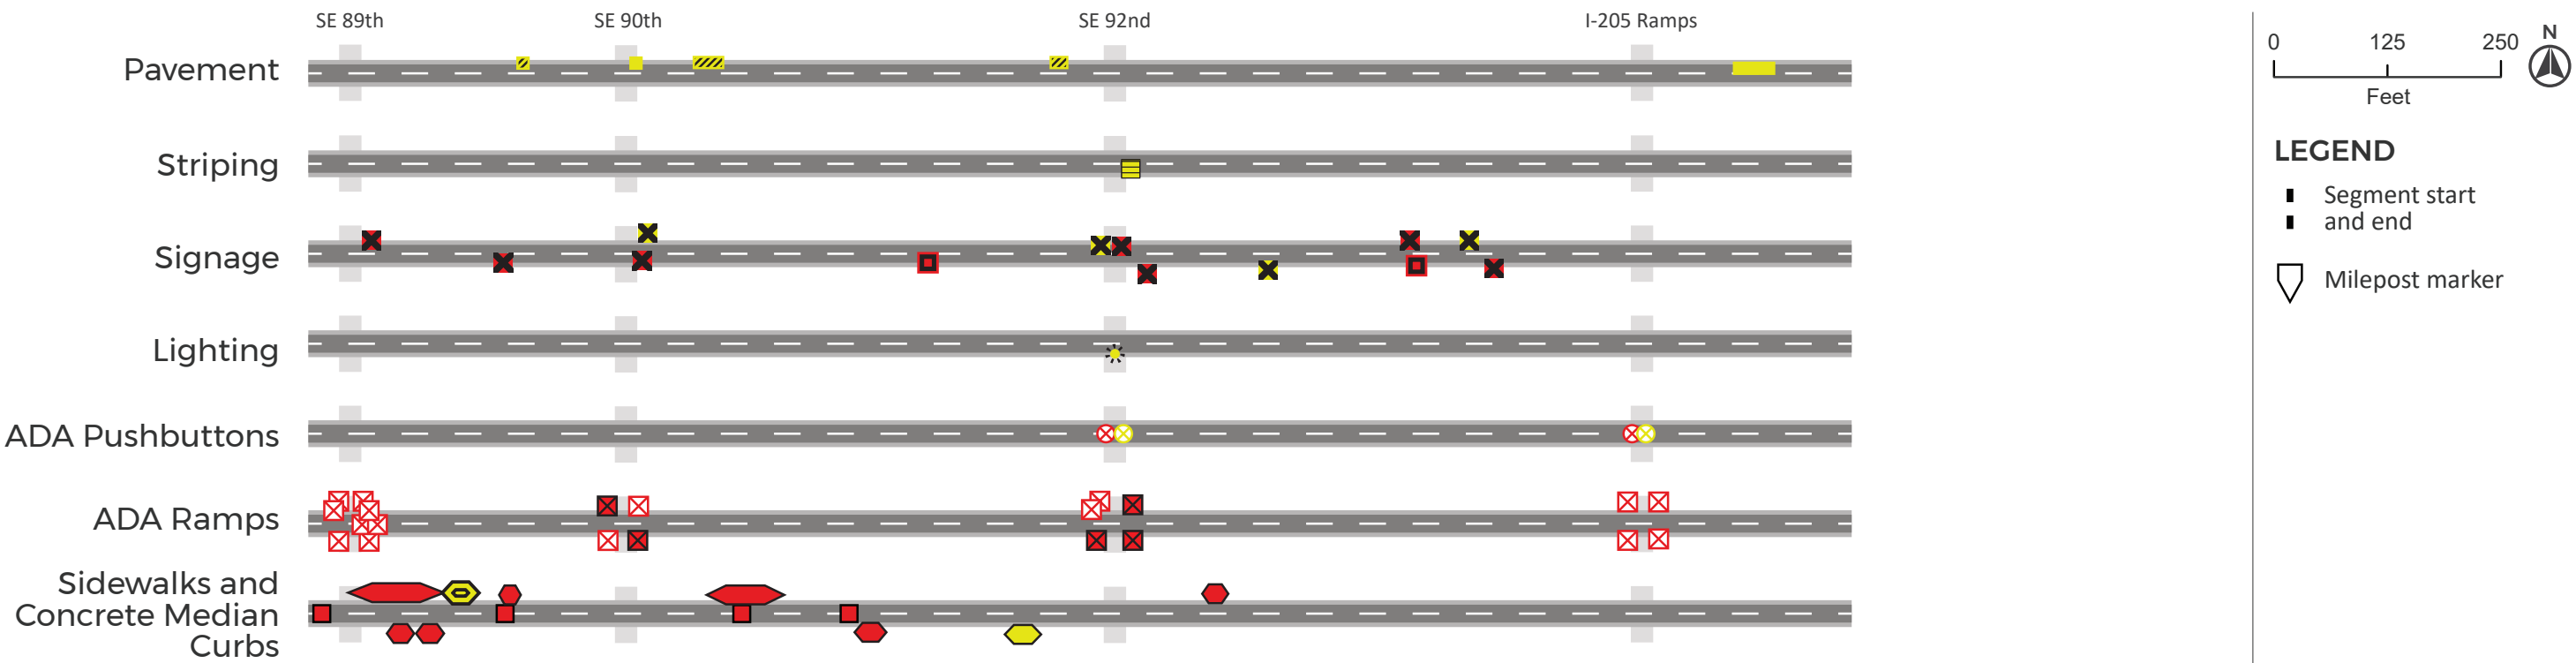 SE 89th
SE 90th
SE 92nd
I-205 Ramps
Pavement
Striping
Signage
Lighting
ADA Pushbuttons
ADA Ramps
Sidewalks and
Concrete Median
Curbs
0 125 250
Feet
N
LEGEND
Segment start
and end
Milepost marker